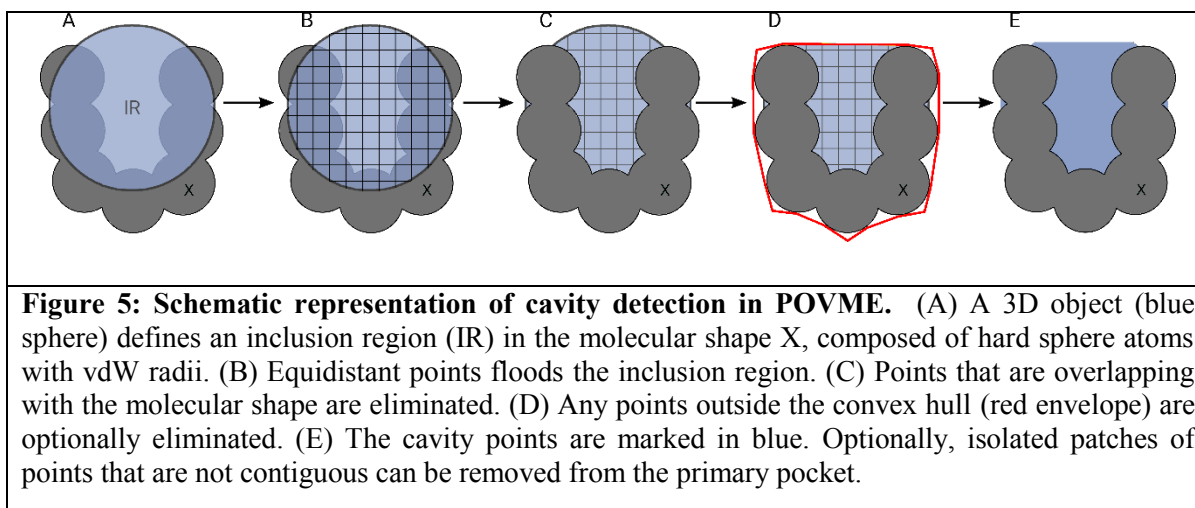 A B C D E
IR
X X X X X
Figure 5: Schematic representation of cavity detection in POVME. (A) A 3D object (blue
sphere) defines an inclusion region (IR) in the molecular shape X, composed of hard sphere atoms
with vdW radii. (B) Equidistant points floods the inclusion region. (C) Points that are overlapping
with the molecular shape are eliminated. (D) Any points outside the convex hull (red envelope) are
optionally eliminated. (E) The cavity points are marked in blue. Optionally, isolated patches of
points that are not contiguous can be removed from the primary pocket.